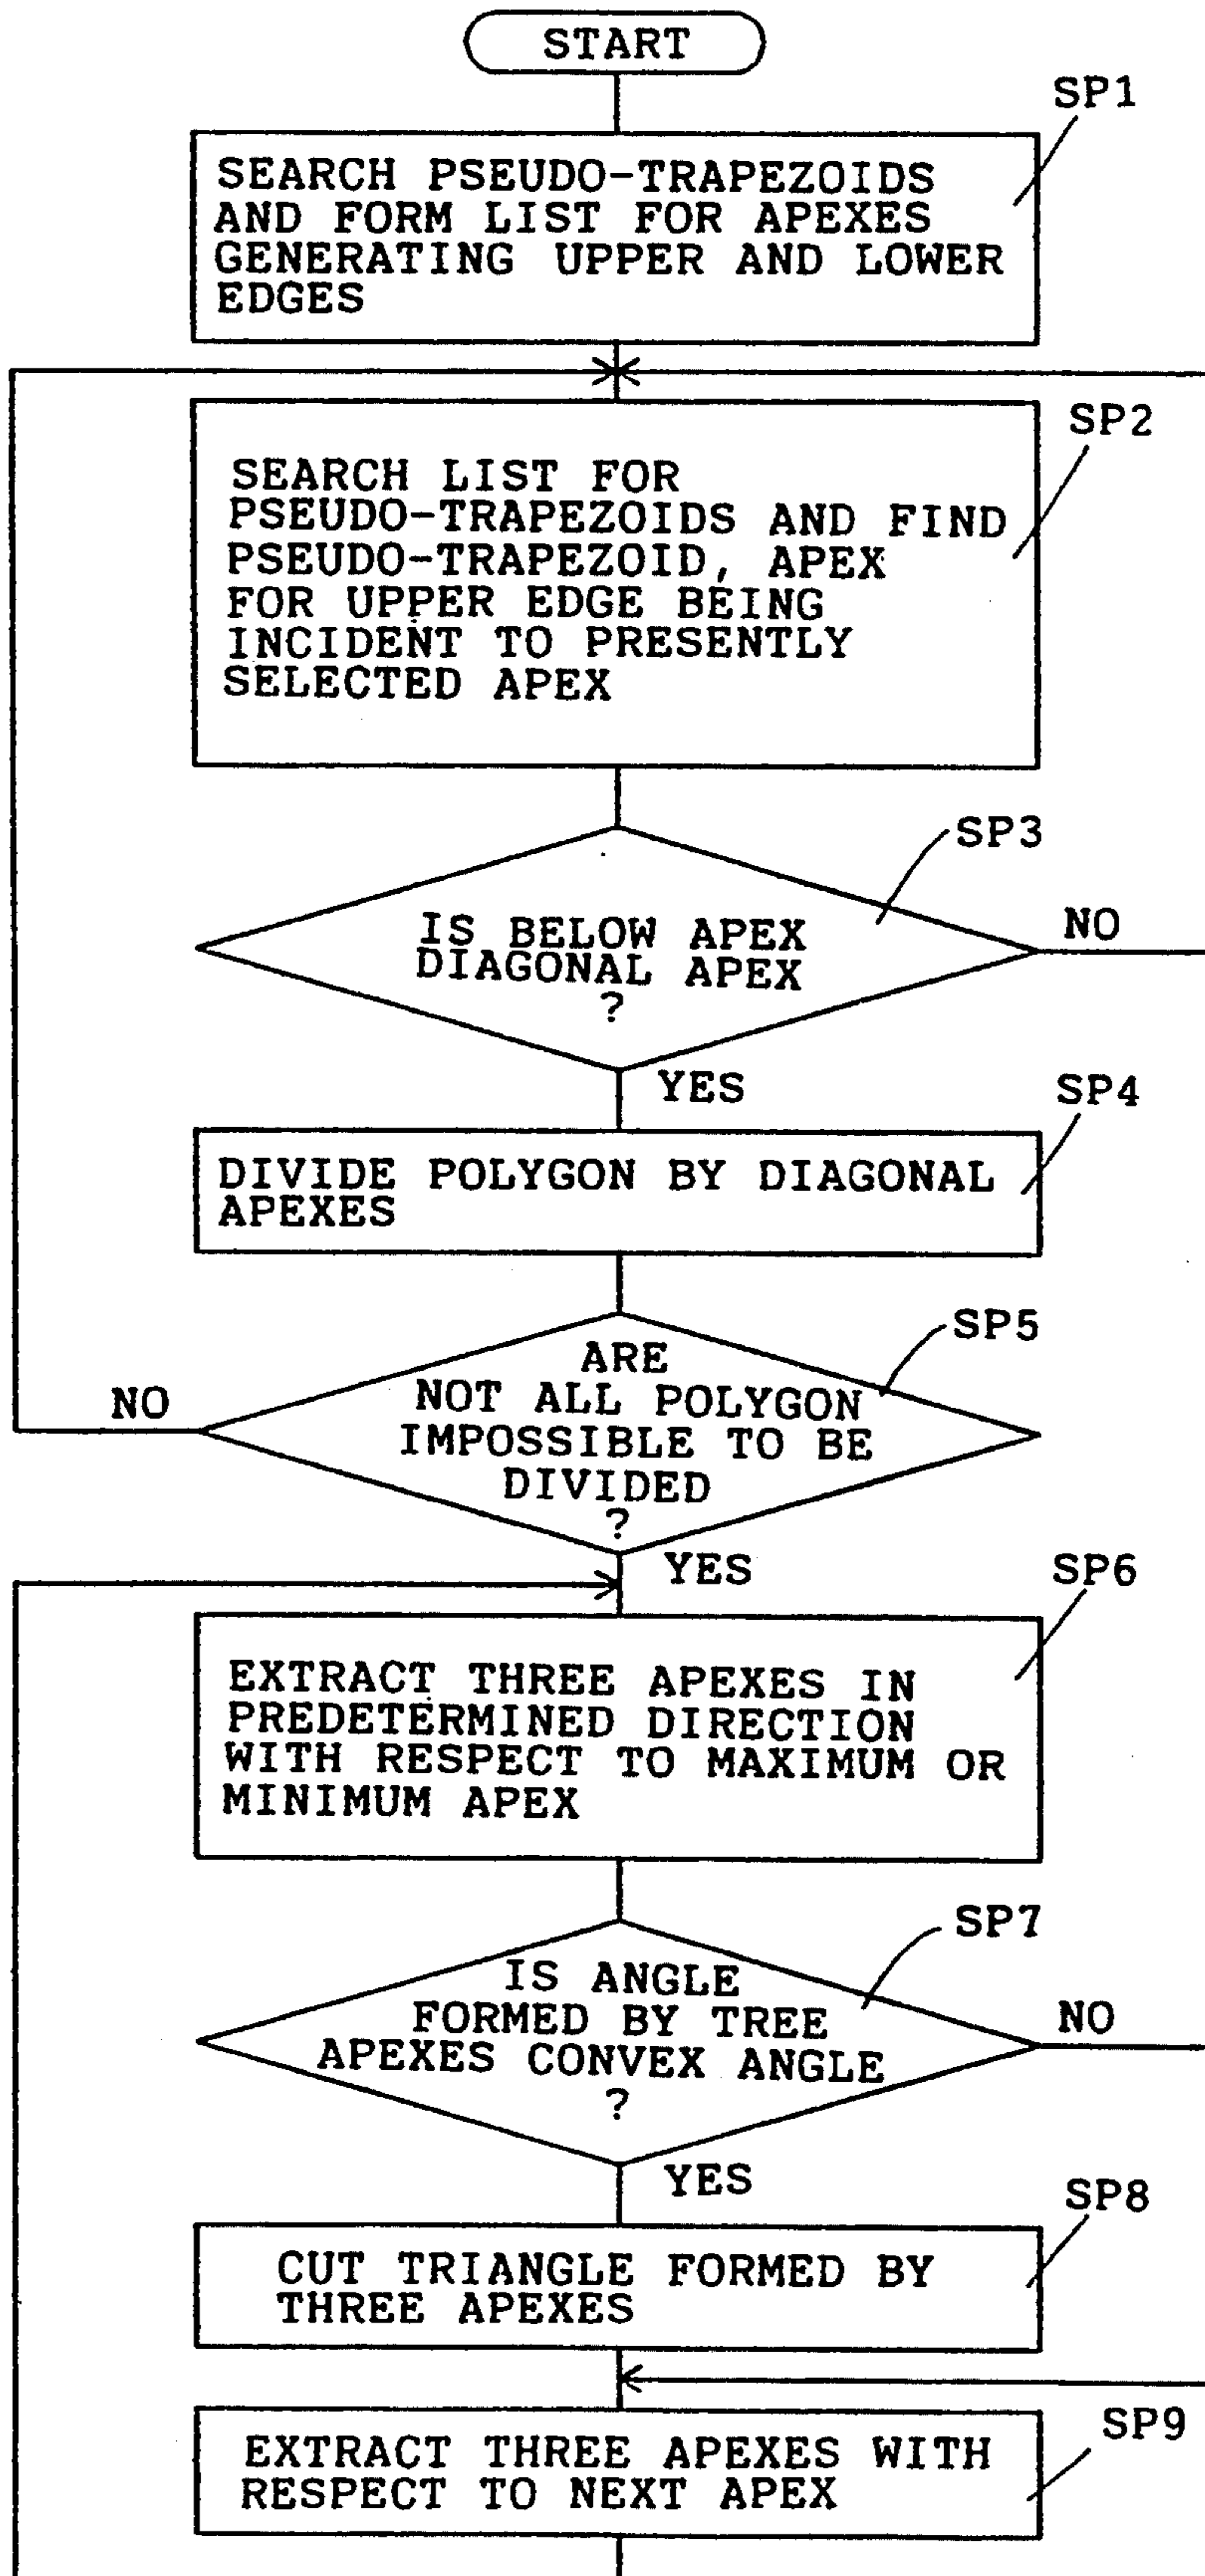 START
SP1
SEARCH PSEUDO-TRAPEZOIDS
AND FORM LIST FOR APEXES
GENERATING UPPER AND LOWER
EDGES
SP2
SEARCH LIST FOR
PSEUDO-TRAPEZOIDS AND FIND
PSEUDO-TRAPEZOID, APEX
FOR UPPER EDGE BEING
INCIDENT TO PRESENTLY
SELECTED APEX
SP3
IS BELOW APEX
DIAGONAL APEX
?
NO
YES
SP4
DIVIDE POLYGON BY DIAGONAL
APEXES
SP5
ARE
NOT ALL POLYGON
IMPOSSIBLE TO BE
DIVIDED
?
NO
YES
SP6
EXTRACT THREE APEXES IN
PREDETERMINED DIRECTION
WITH RESPECT TO MAXIMUM OR
MINIMUM APEX
SP7
IS ANGLE
FORMED BY TREE
APEXES CONVEX ANGLE
?
NO
YES
SP8
CUT TRIANGLE FORMED BY
THREE APEXES
SP9
EXTRACT THREE APEXES WITH
RESPECT TO NEXT APEX